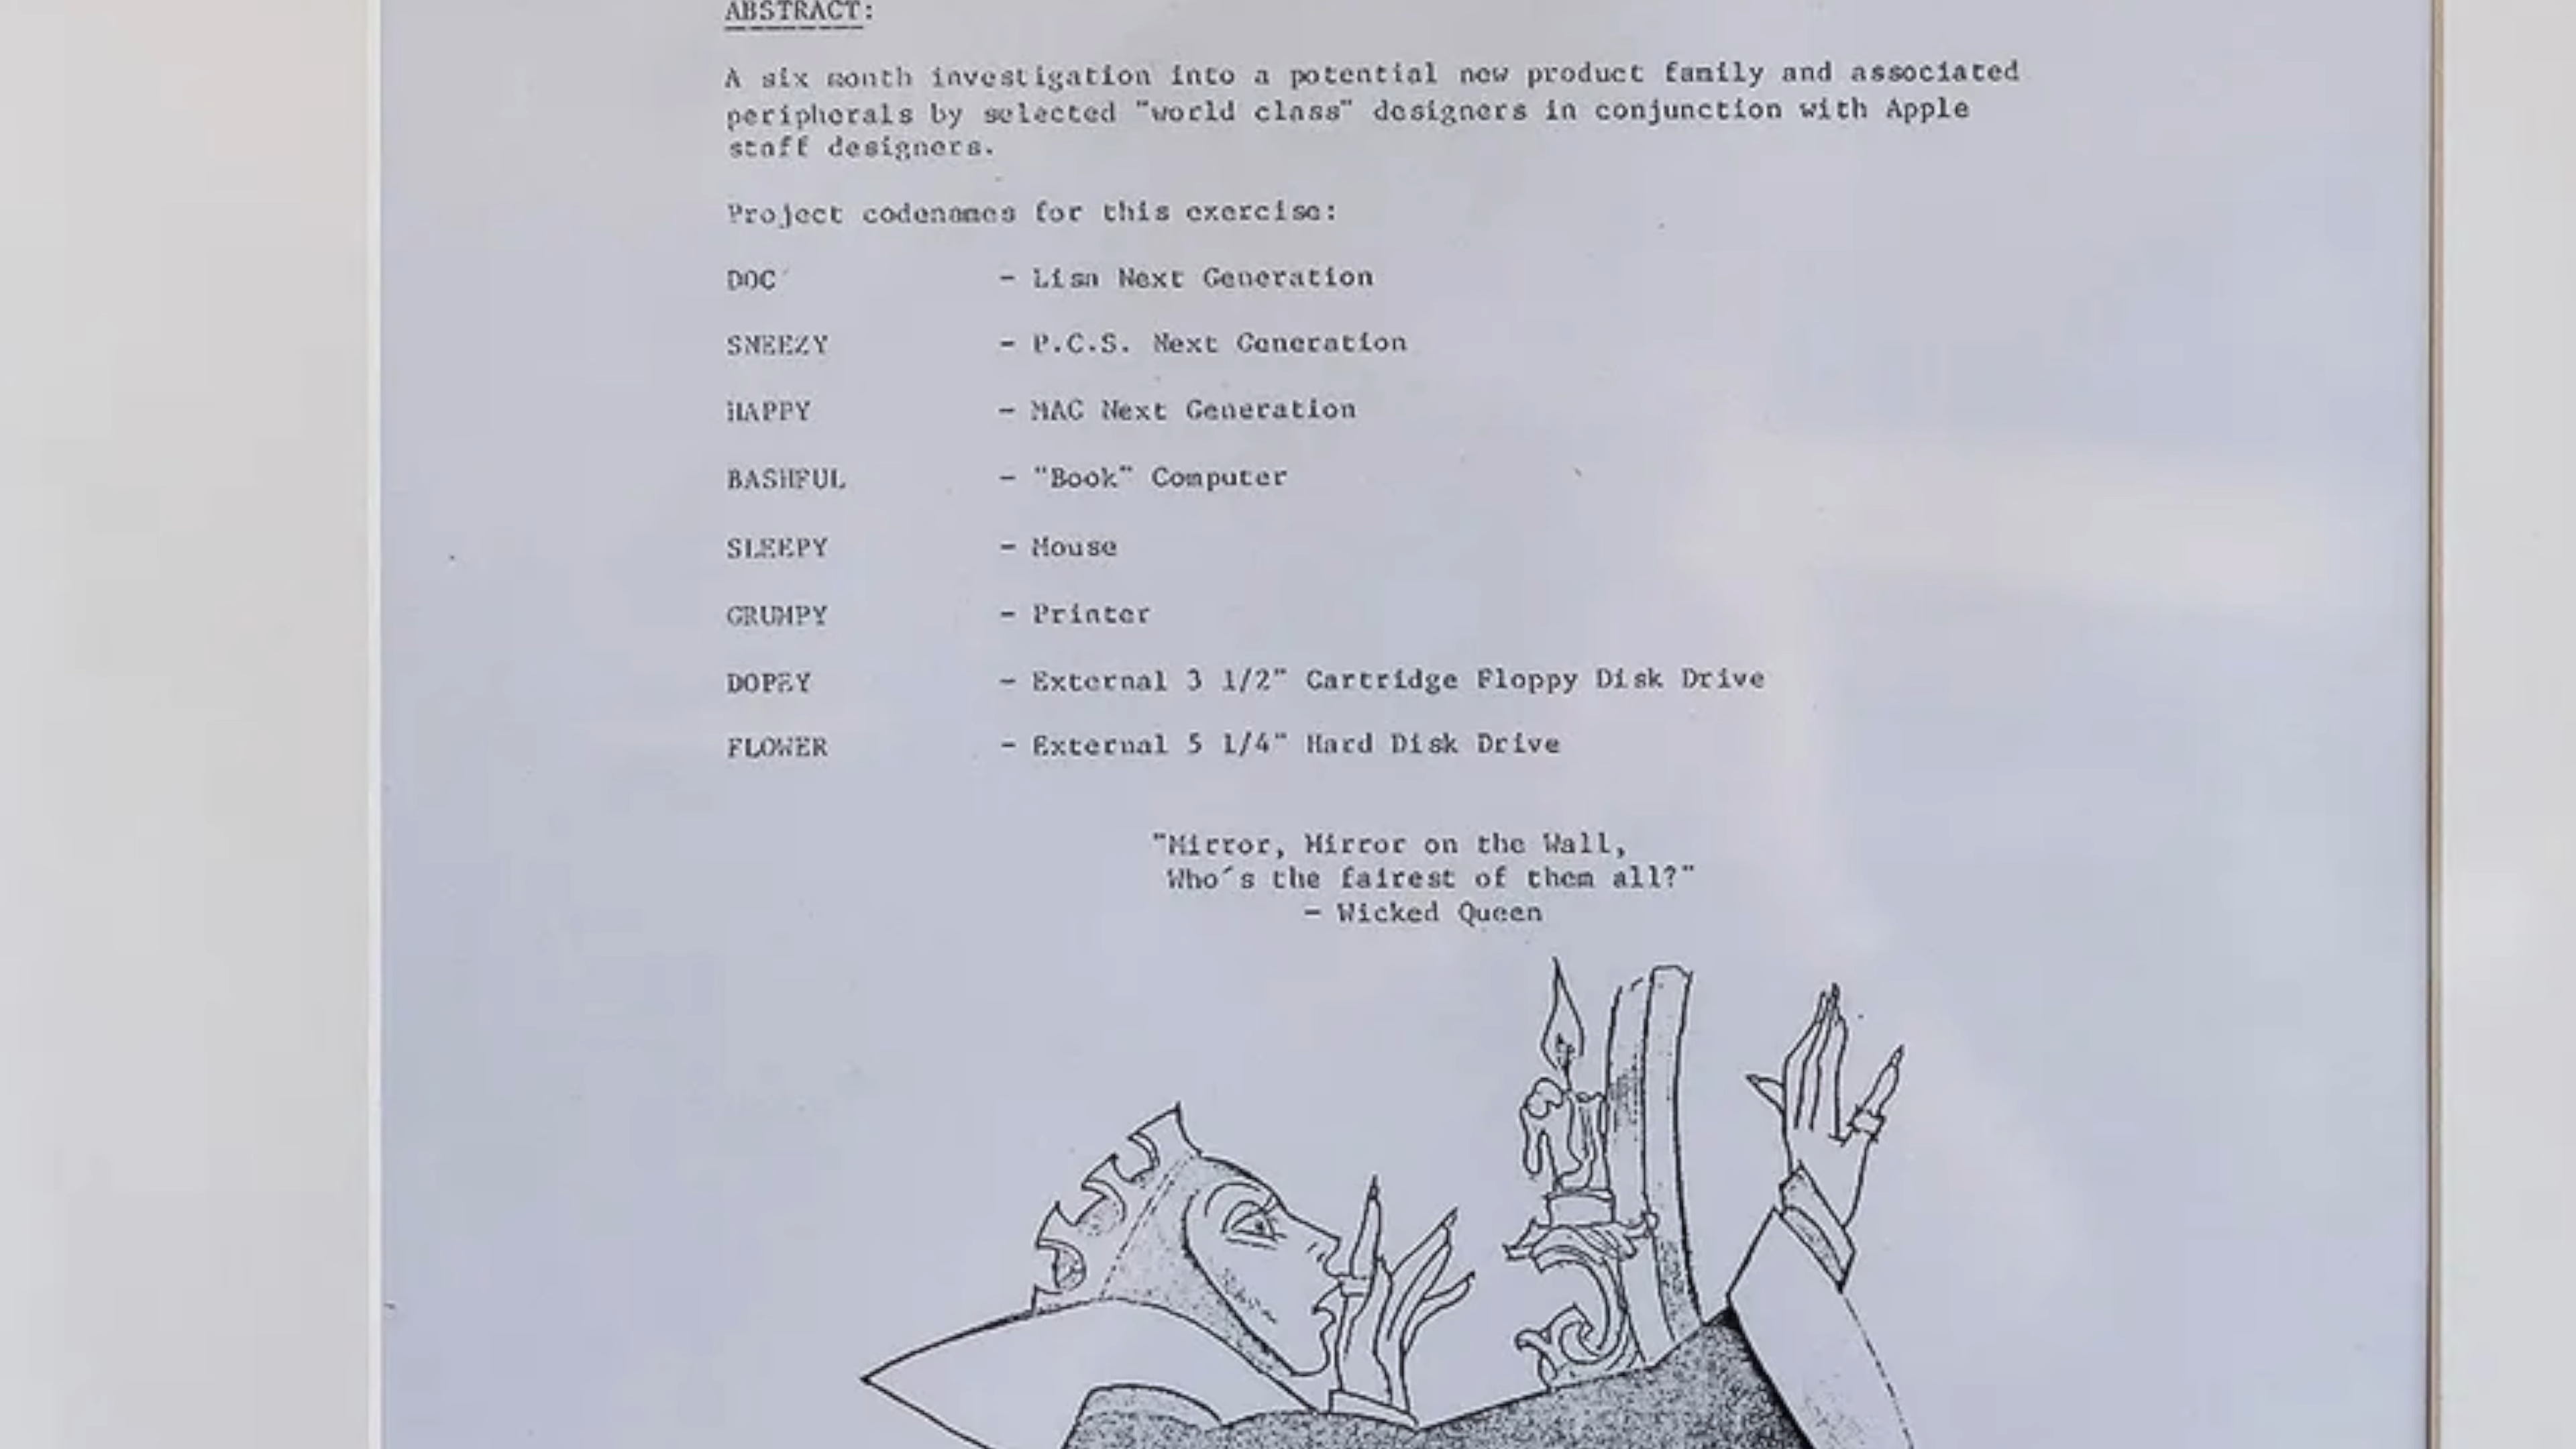 ABSTRACT:
A six month investigation into a potential new product family and associated
peripherals by selected "world class" designers in conjunction with Apple
staff designers.
Project codenames for this exercise:
DOC - Lisa Next Generation
SNEEZY - P.C.S. Next Generation
HAPPY - MAC Next Generation
BASHFUL - "Book" Computer
SLEEPY - Mouse
GRUMPY - Printer
DOPEY - External 3 1/2" Cartridge Floppy Disk Drive
FLOWER - External 5 1/4" Hard Disk Drive
"Mirror, Mirror on the Wall,
Who's the fairest of them all?"
- Wicked Queen